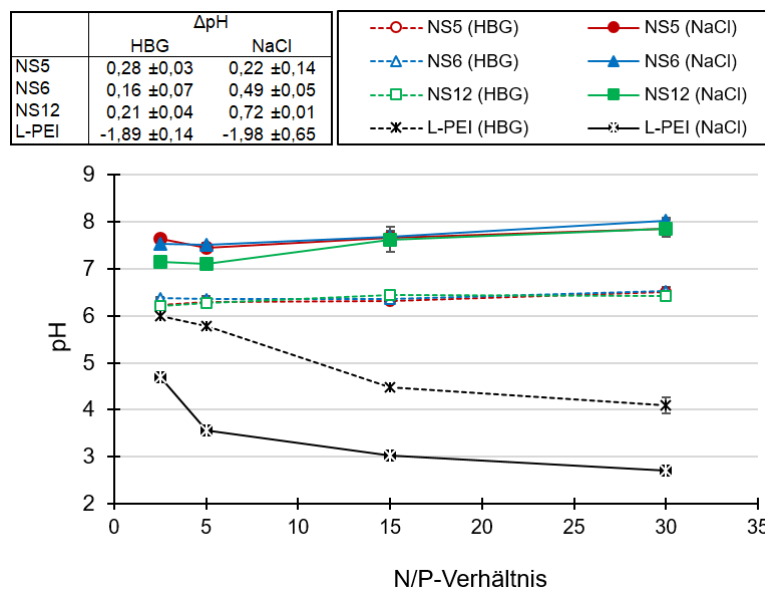 ΔpH
HBG NaCl
NS5 0,28 ±0,03 0,22 ±0,14
NS6 0,16 ±0,07 0,49 ±0,05
NS12 0,21 ±0,04 0,72 ±0,01
L-PEI -1,89 ±0,14 -1,98 ±0,65
NS5 (HBG) NS5 (NaCl)
NS6 (HBG) NS6 (NaCl)
NS12 (HBG) NS12 (NaCl)
L-PEI (HBG) L-PEI (NaCl)
9
8
7
6
5
4
3
2
pH
0 5 10 15 20 25 30 35
N/P-Verhältnis